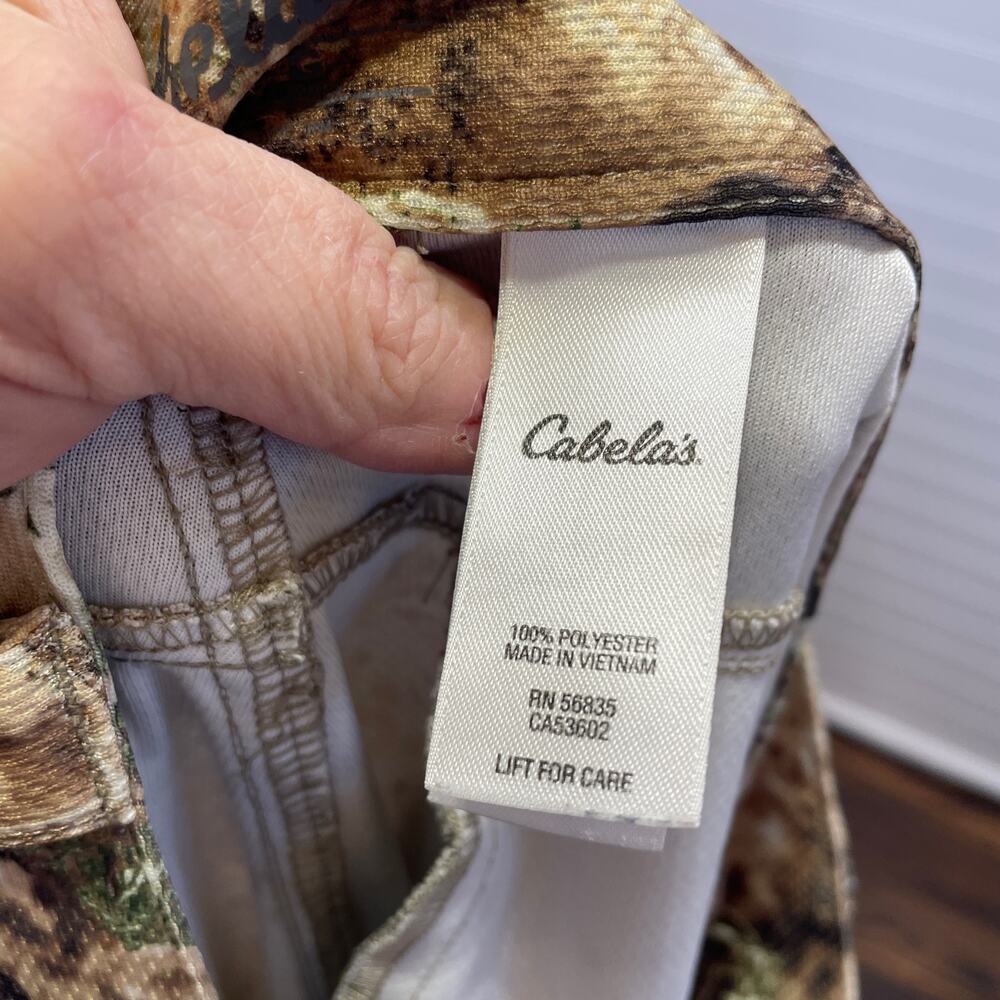 Cabela's
100% POLYESTER
MADE IN VIETNAM
RN 56835
CA53602
LIFT FOR CARE